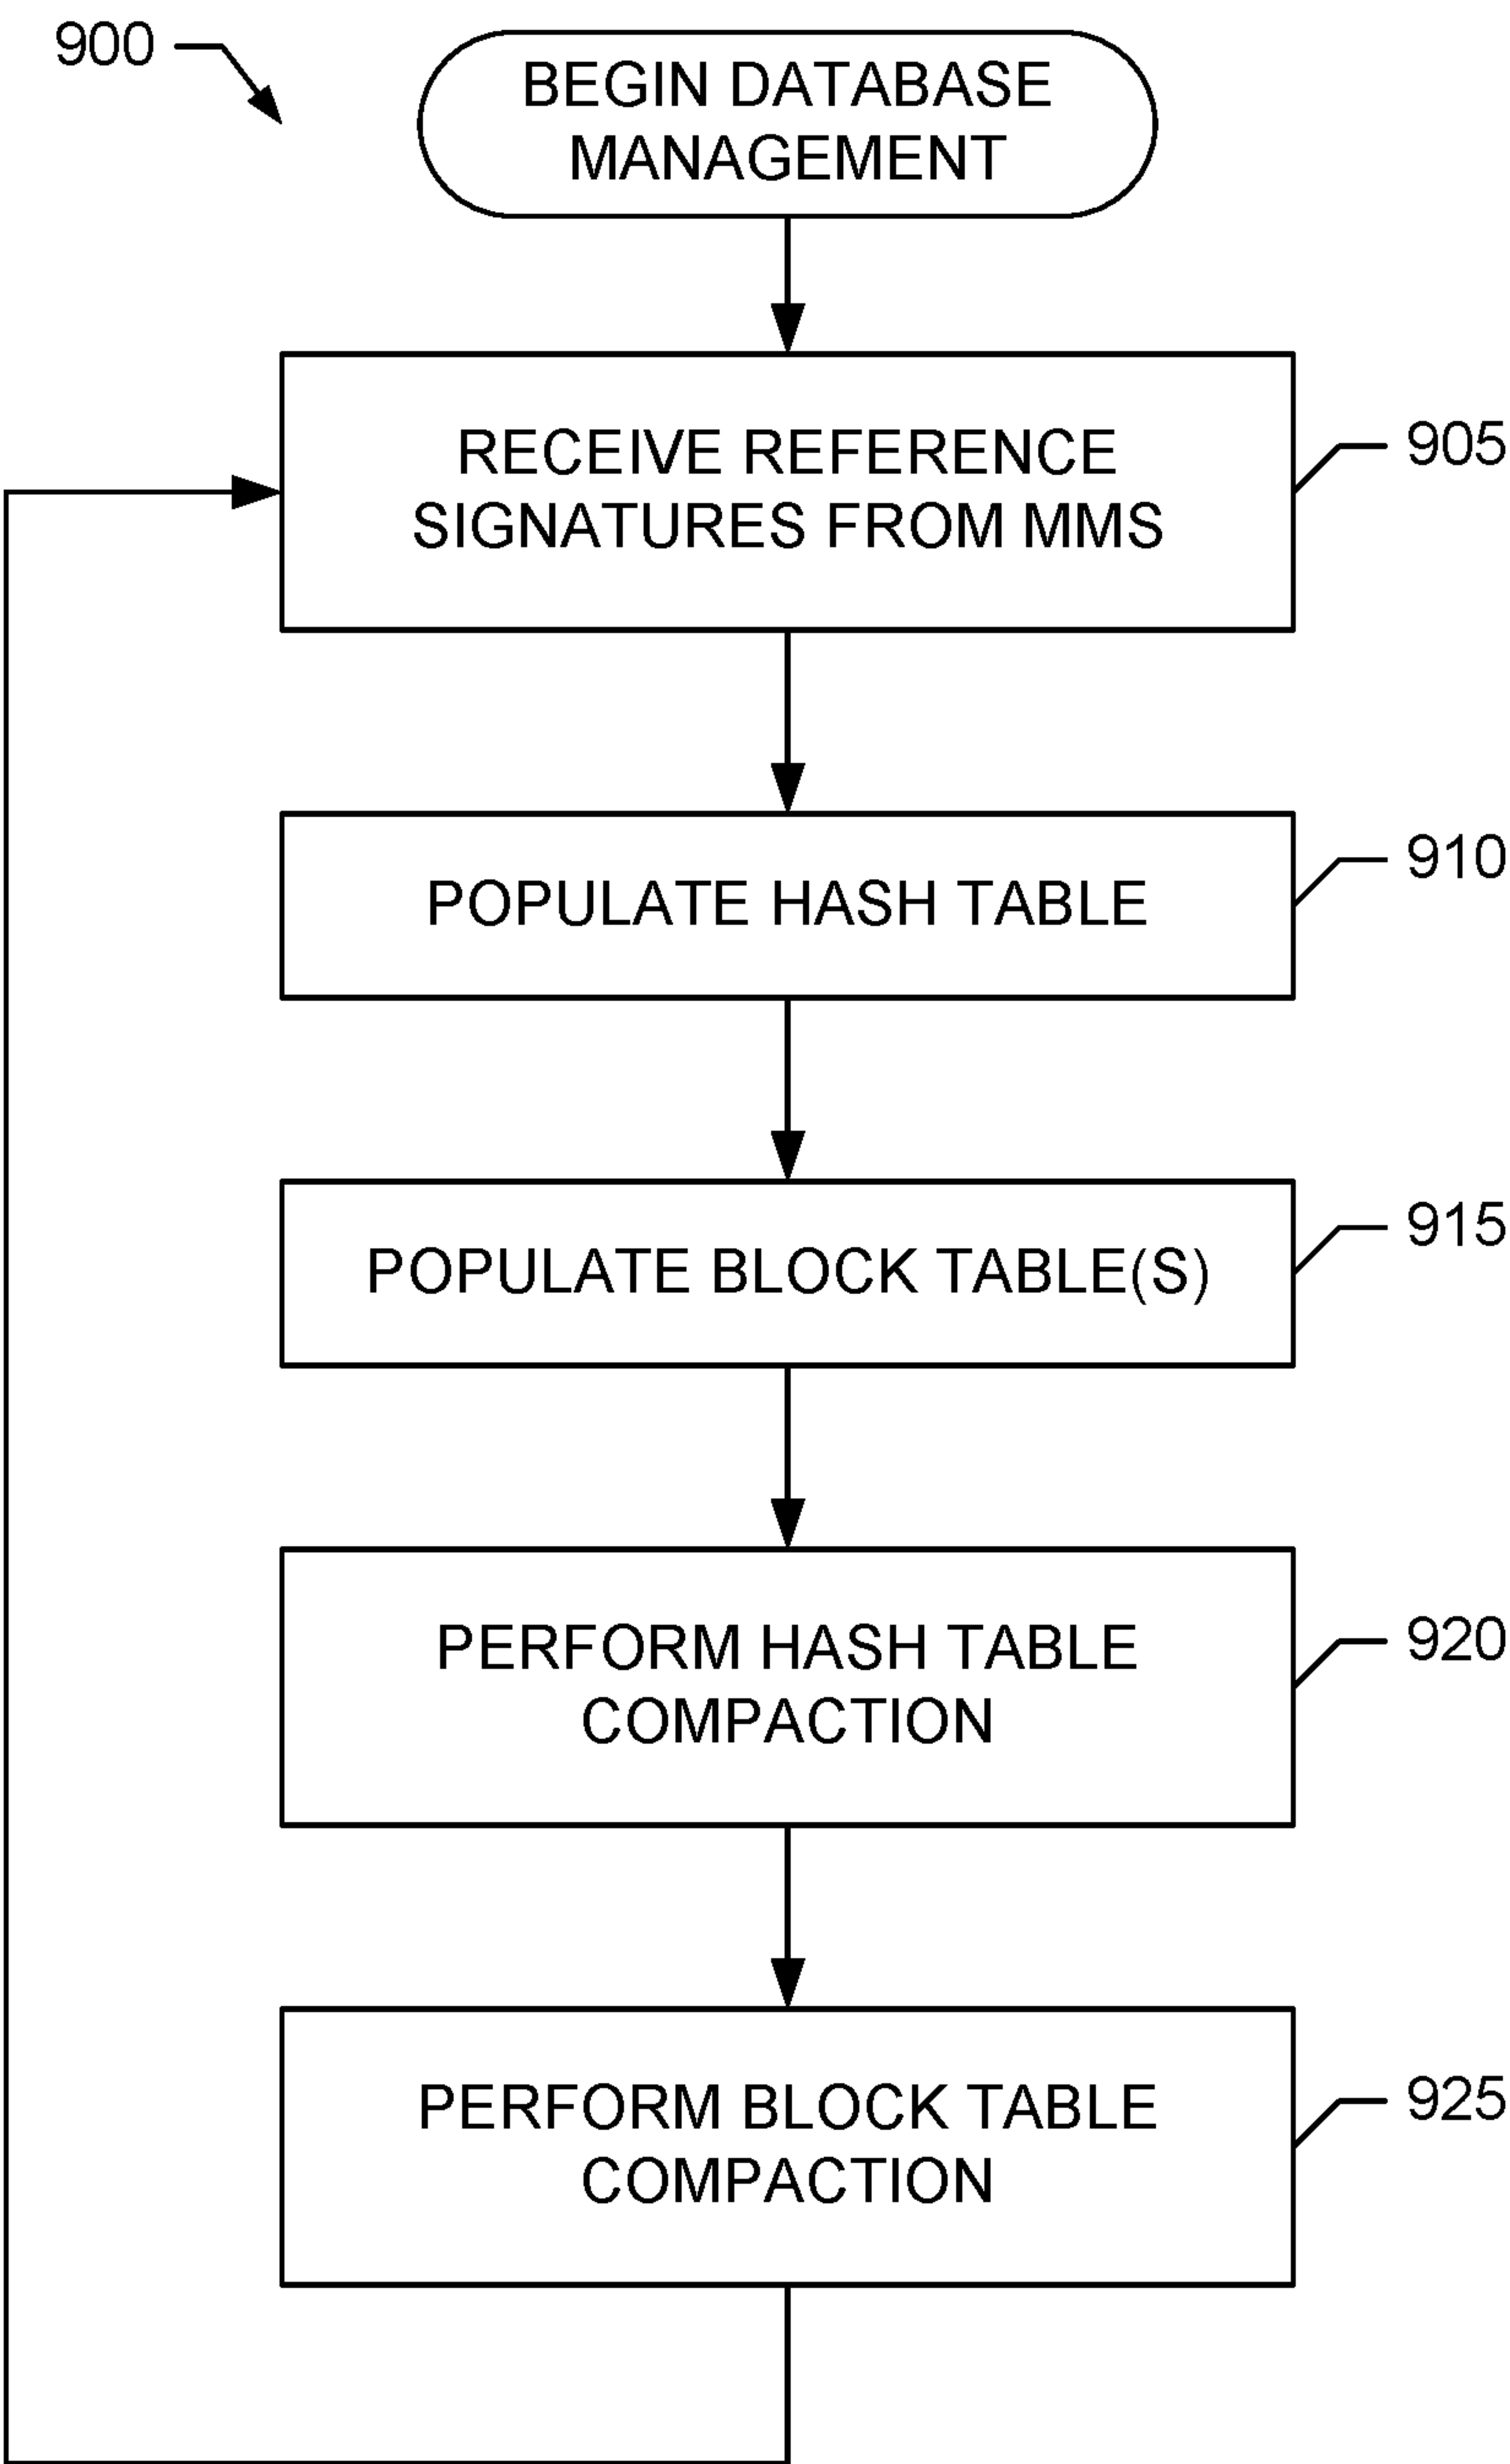 900
BEGIN DATABASE
MANAGEMENT
RECEIVE REFERENCE
SIGNATURES FROM MMS
905
POPULATE HASH TABLE
910
POPULATE BLOCK TABLE(S)
915
PERFORM HASH TABLE
COMPACTION
920
PERFORM BLOCK TABLE
COMPACTION
925